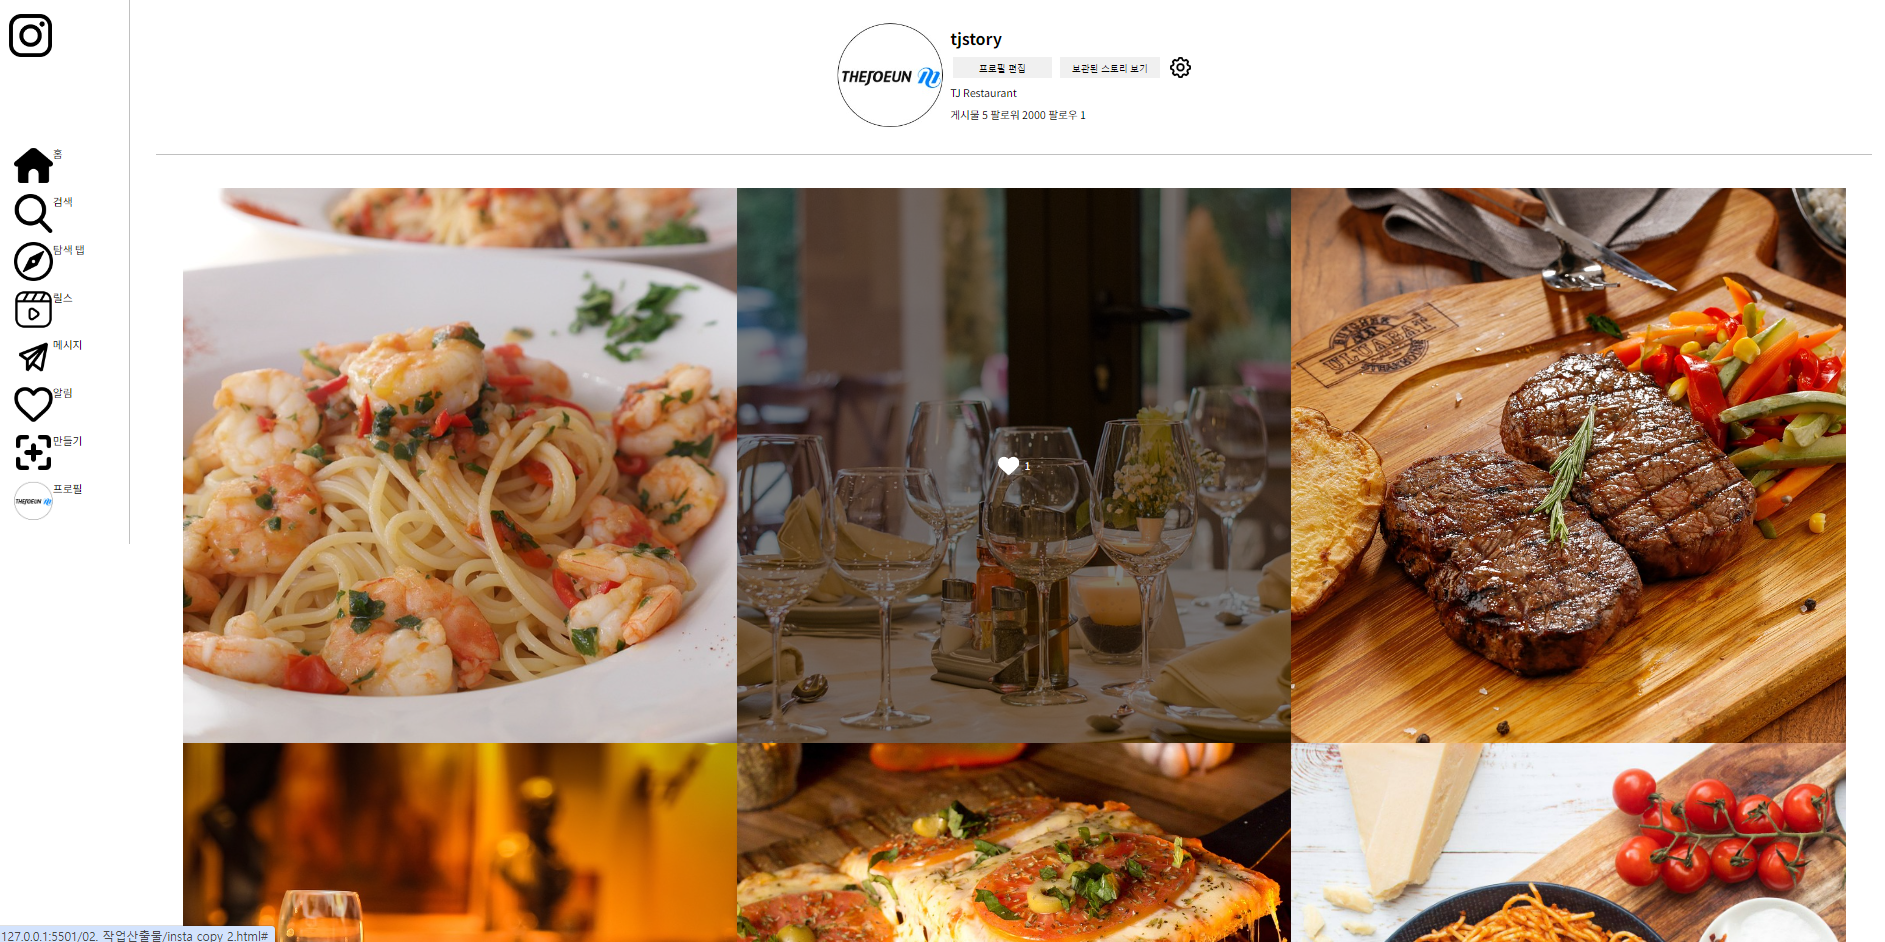 tjstory
THEJOEUN
프로필 편집
보관된 스토리 보기
TJ Restaurant
게시물 5 팔로워 2000 팔로우 1
홈
검색
탐색 탭
릴스
메시지
알림
만들기
THEJOEUN
프로필
1
127.0.0.1:5501/02. 작업산출물/insta copy 2.html#